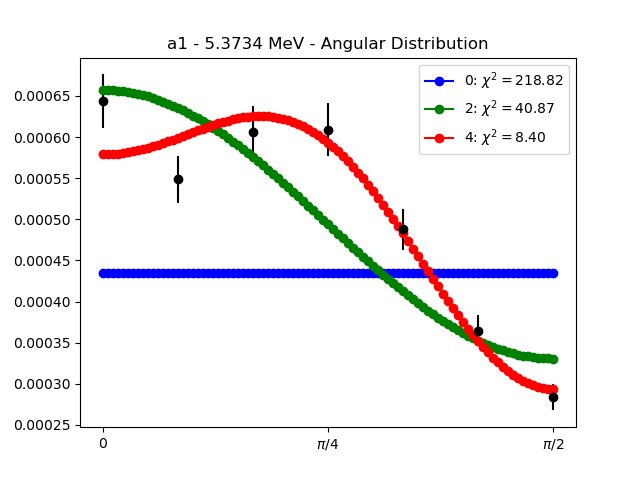 a1 - 5.3734 MeV - Angular Distribution
0: χ² = 218.82
2: χ² = 40.87
4: χ² = 8.40
0.00065
0.00060
0.00055
0.00050
0.00045
0.00040
0.00035
0.00030
0.00025
0 π/4 π/2